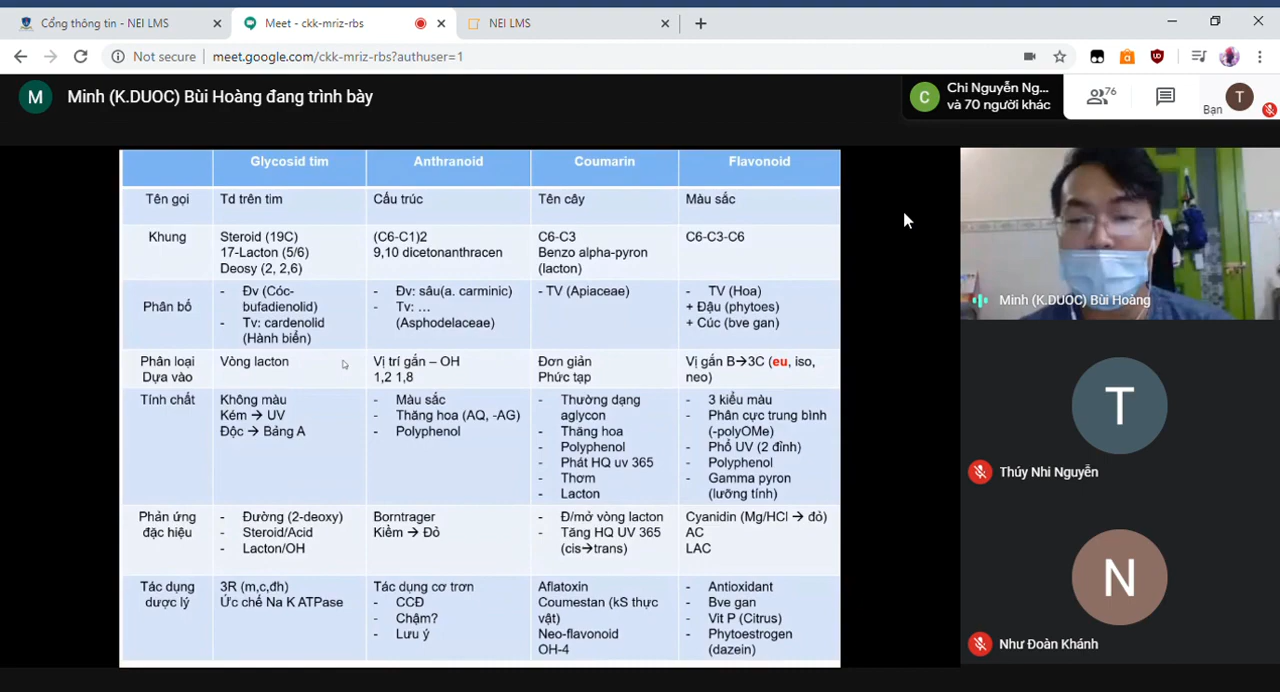 Cổng thông tin - NEI LMS
Meet - ckk-mriz-rbs
NEI LMS
Not secure
meet.google.com/ckk-mriz-rbs?authuser=1
M
Minh (K.DUOC) Bùi Hoàng đang trình bày
C
Chi Nguyễn Ng...
và 70 người khác
76
Bạn
T
Glycosid tim Anthranoid Coumarin Flavonoid
Tên gọi
Td trên tim
Cấu trúc
Tên cây
Màu sắc
Khung
Steroid (19C)
17-Lacton (5/6)
Deosy (2, 2,6)
(C6-C1)2
9,10 dicetonanthracen
C6-C3
Benzo alpha-pyron
(lacton)
C6-C3-C6
Phân bố
- Đv (Cóc-
bufadienolid)
- Tv: cardenolid
(Hành biển)
- Đv: sâu(a. carminic)
- Tv: …
(Asphodelaceae)
- TV (Apiaceae)
- TV (Hoa)
+ Đậu (phytoes)
+ Cúc (bve gan)
Phân loại
Dựa vào
Vòng lacton
Vị trí gắn – OH
1,2 1,8
Đơn giản
Phức tạp
Vị gắn B→3C (eu, iso,
neo)
Tính chất
Không màu
Kém → UV
Độc → Bảng A
- Màu sắc
- Thăng hoa (AQ, -AG)
- Polyphenol
- Thường dạng
aglycon
- Thăng hoa
- Polyphenol
- Phát HQ uv 365
- Thơm
- Lacton
- 3 kiểu màu
- Phân cực trung bình
(-polyOMe)
- Phổ UV (2 đỉnh)
- Polyphenol
- Gamma pyron
(lưỡng tính)
Phản ứng
đặc hiệu
- Đường (2-deoxy)
- Steroid/Acid
- Lacton/OH
Borntrager
Kiềm → Đỏ
- Đ/mở vòng lacton
- Tăng HQ UV 365
(cis→trans)
Cyanidin (Mg/HCl → đỏ)
AC
LAC
Tác dụng
dược lý
3R (m,c,đh)
Ức chế Na K ATPase
Tác dụng cơ trơn
- CCĐ
- Chậm?
- Lưu ý
Aflatoxin
Coumestan (kS thực
vật)
Neo-flavonoid
OH-4
- Antioxidant
- Bve gan
- Vit P (Citrus)
- Phytoestrogen
(dazein)
Minh (K.DUOC) Bùi Hoàng
T
Thúy Nhi Nguyễn
N
Như Đoàn Khánh